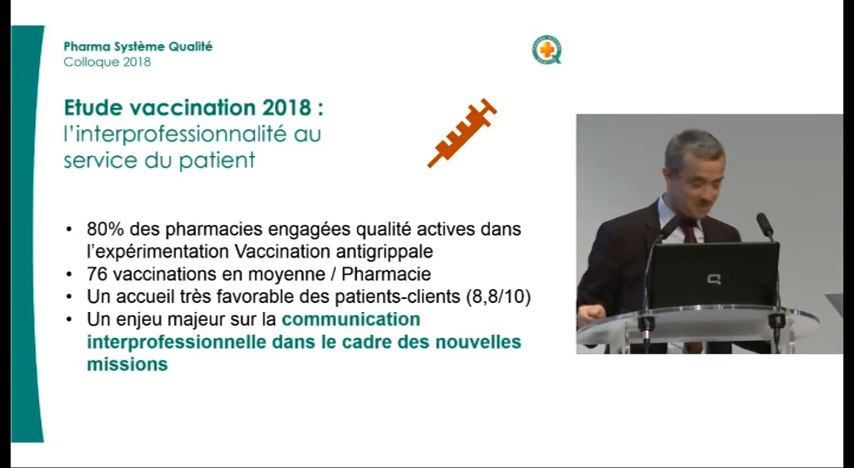 Pharma Système Qualité
Colloque 2018
Etude vaccination 2018 :
l'interprofessionnalité au
service du patient
• 80% des pharmacies engagées qualité actives dans
l'expérimentation Vaccination antigrippale
• 76 vaccinations en moyenne / Pharmacie
• Un accueil très favorable des patients-clients (8,8/10)
• Un enjeu majeur sur la communication
interprofessionnelle dans le cadre des nouvelles
missions